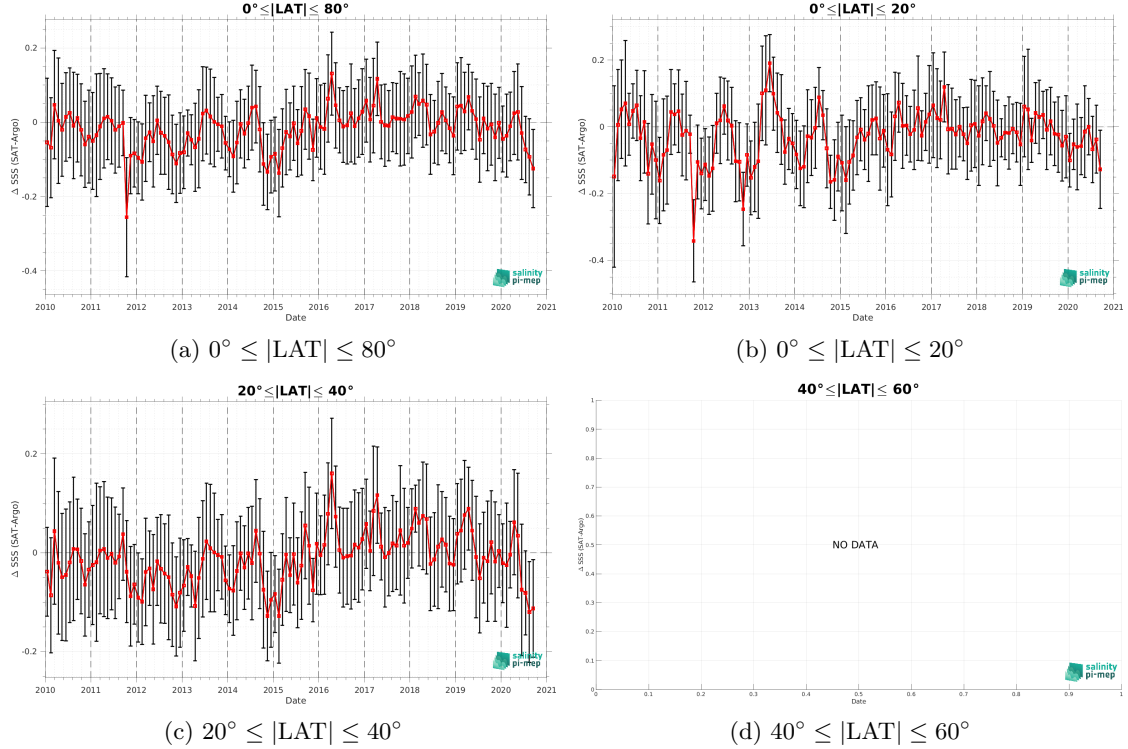 0°≤|LAT|≤ 80°
Δ SSS (SAT-Argo)
0.2
0
-0.2
-0.4
2010 2011 2012 2013 2014 2015 2016 2017 2018 2019 2020 2021
Date
salinity
pi-mep
(a) 0° ≤ |LAT| ≤ 80°
0°≤|LAT|≤ 20°
Δ SSS (SAT-Argo)
0.2
0
-0.2
-0.4
2010 2011 2012 2013 2014 2015 2016 2017 2018 2019 2020 2021
Date
salinity
pi-mep
(b) 0° ≤ |LAT| ≤ 20°
20°≤|LAT|≤ 40°
Δ SSS (SAT-Argo)
0.2
0
-0.2
2010 2011 2012 2013 2014 2015 2016 2017 2018 2019 2020 2021
Date
salinity
pi-mep
(c) 20° ≤ |LAT| ≤ 40°
40°≤|LAT|≤ 60°
Δ SSS (SAT-Argo)
1
0.9
0.8
0.7
0.6
0.5
0.4
0.3
0.2
0.1
0
NO DATA
0 0.1 0.2 0.3 0.4 0.5 0.6 0.7 0.8 0.9 1
Date
salinity
pi-mep
(d) 40° ≤ |LAT| ≤ 60°